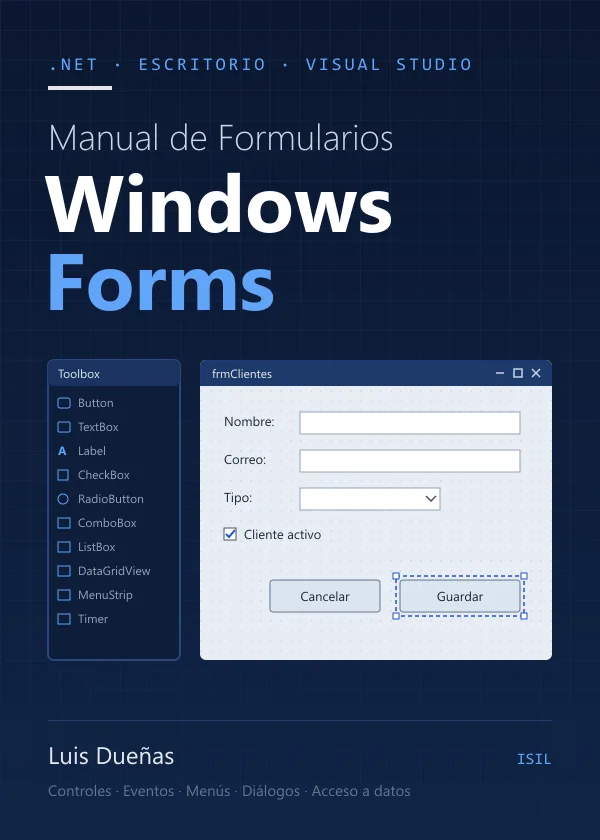 .NET · ESCRITORIO · VISUAL STUDIO
Manual de Formularios
Windows
Forms
Toolbox
Button
TextBox
A Label
CheckBox
RadioButton
ComboBox
ListBox
DataGridView
MenuStrip
Timer
frmClientes
Nombre:
Correo:
Tipo:
Cliente activo
Cancelar
Guardar
Luis Dueñas
ISIL
Controles · Eventos · Menús · Diálogos · Acceso a datos